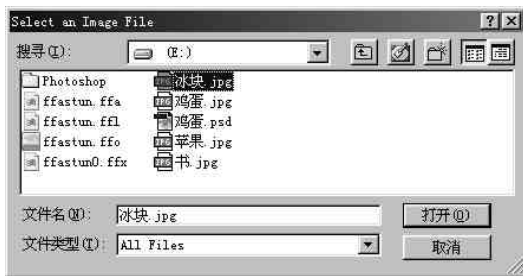 Select an Image File
搜寻(I): (E:)
Photoshop
ffastun.ffa
ffastun.ffl
ffastun.ffo
ffastun0.ffx
冰块.jpg
鸡蛋.jpg
鸡蛋.psd
苹果.jpg
书.jpg
文件名(N): 冰块.jpg 打开(O)
文件类型(T): All Files 取消